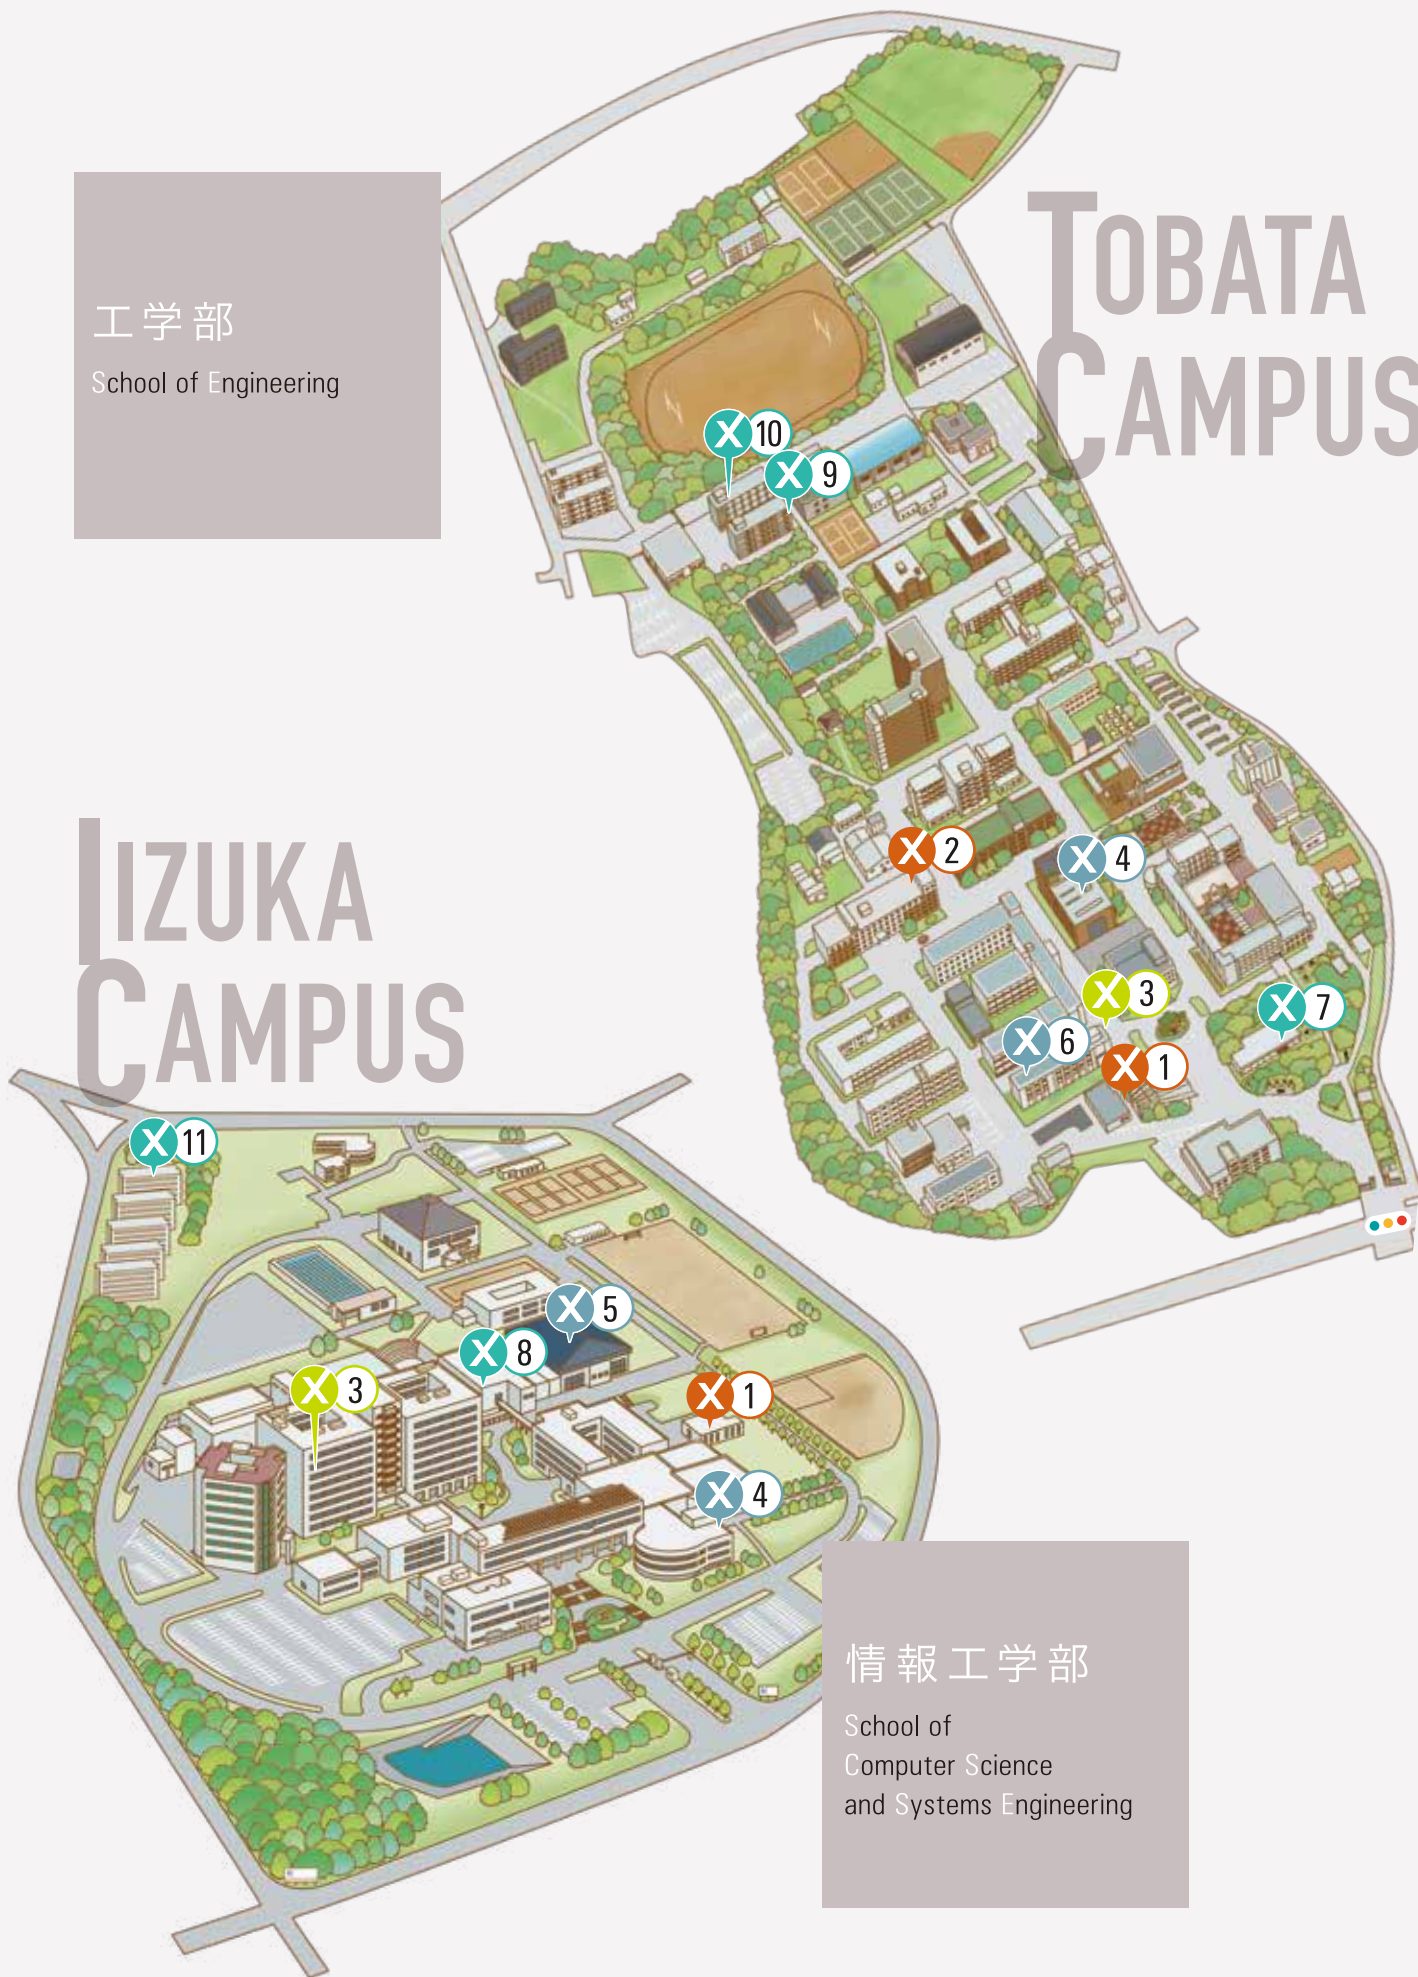 工学部
School of Engineering
TOBATA
CAMPUS
10
9
2
4
3
7
6
1
IIZUKA
CAMPUS
11
5
8
3
1
4
情報工学部
School of
Computer Science
and Systems Engineering